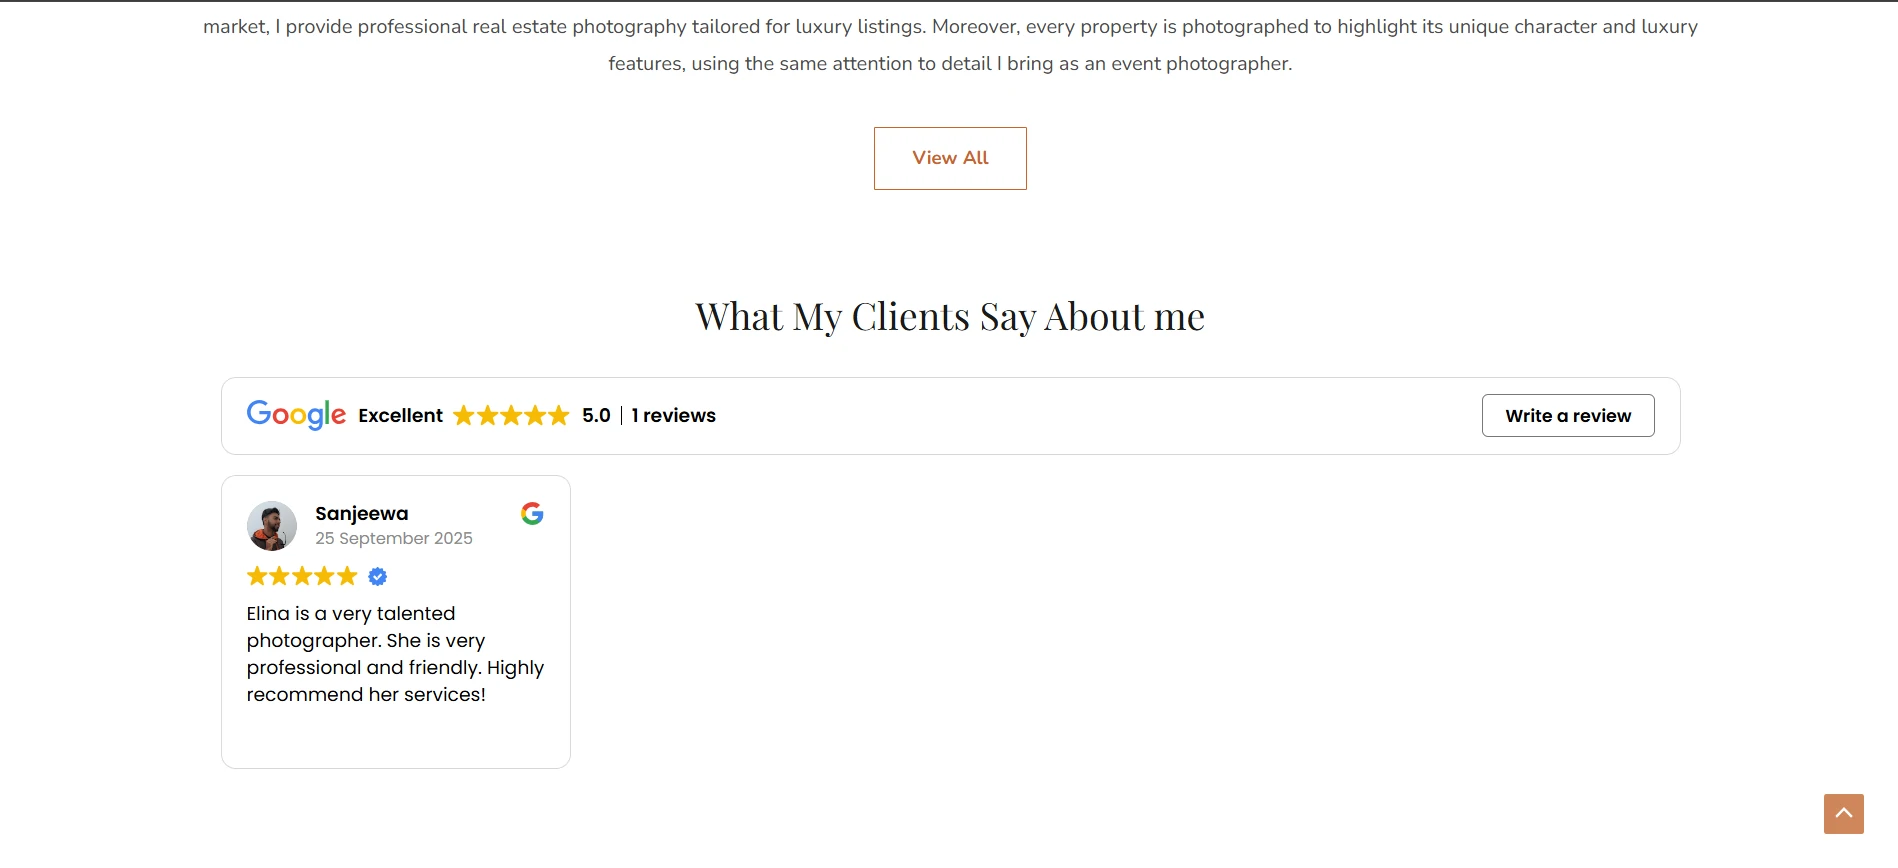 market, I provide professional real estate photography tailored for luxury listings. Moreover, every property is photographed to highlight its unique character and luxury
features, using the same attention to detail I bring as an event photographer.
View All
What My Clients Say About me
Google Excellent 5.0 | 1 reviews
Write a review
Sanjeewa
25 September 2025
Elina is a very talented
photographer. She is very
professional and friendly. Highly
recommend her services!